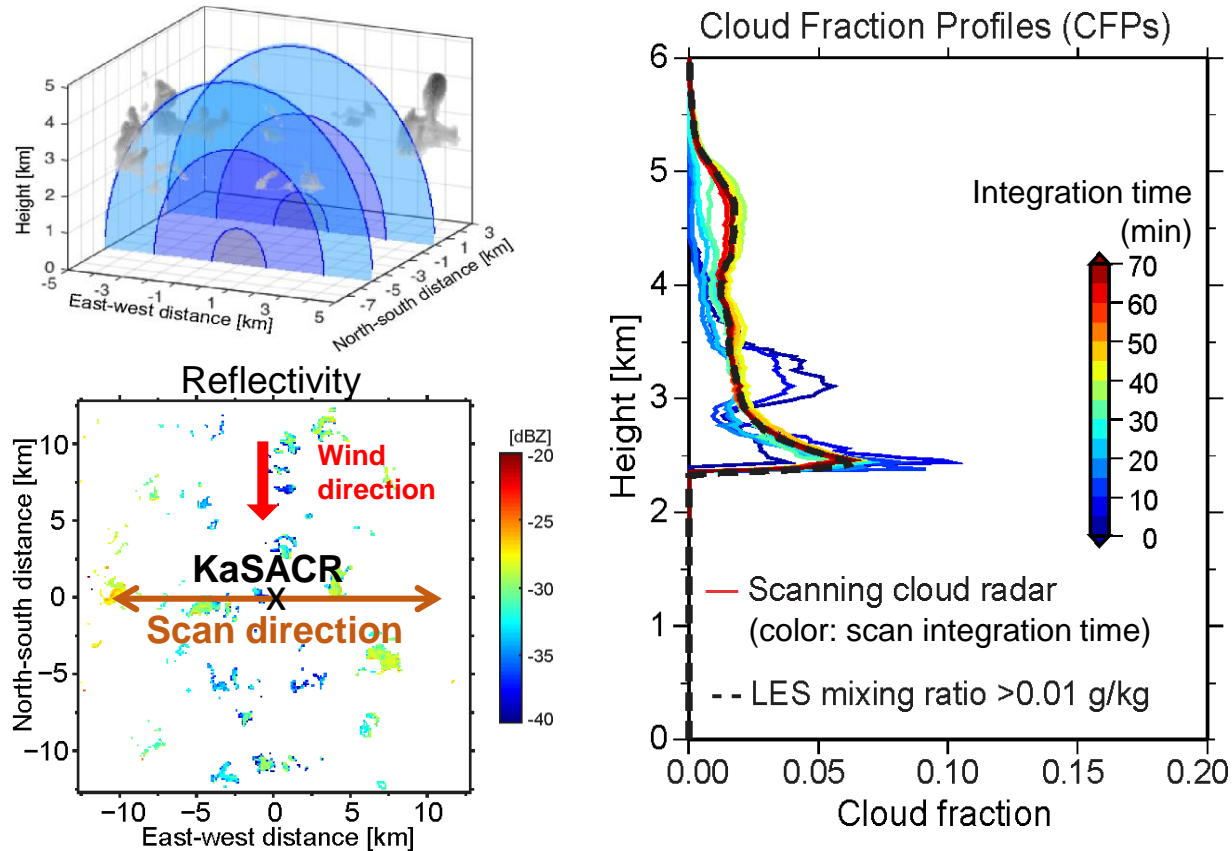 5
4
3
2
1
0
Height [km]
-5
-3
-1
1
3
5
East-west distance [km]
-7
-5
-3
-1
1
3
North-south distance [km]
Reflectivity
10
5
0
−5
−10
North-south distance [km]
−10
−5
0
5
10
East-west distance [km]
Wind
direction
KaSACR
X
Scan direction
[dBZ]
-20
-25
-30
-35
-40
Cloud Fraction Profiles (CFPs)
6
5
4
3
2
1
0
Height [km]
0.00
0.05
0.10
0.15
0.20
Cloud fraction
Integration time
(min)
70
60
50
40
30
20
10
0
Scanning cloud radar
(color: scan integration time)
LES mixing ratio >0.01 g/kg